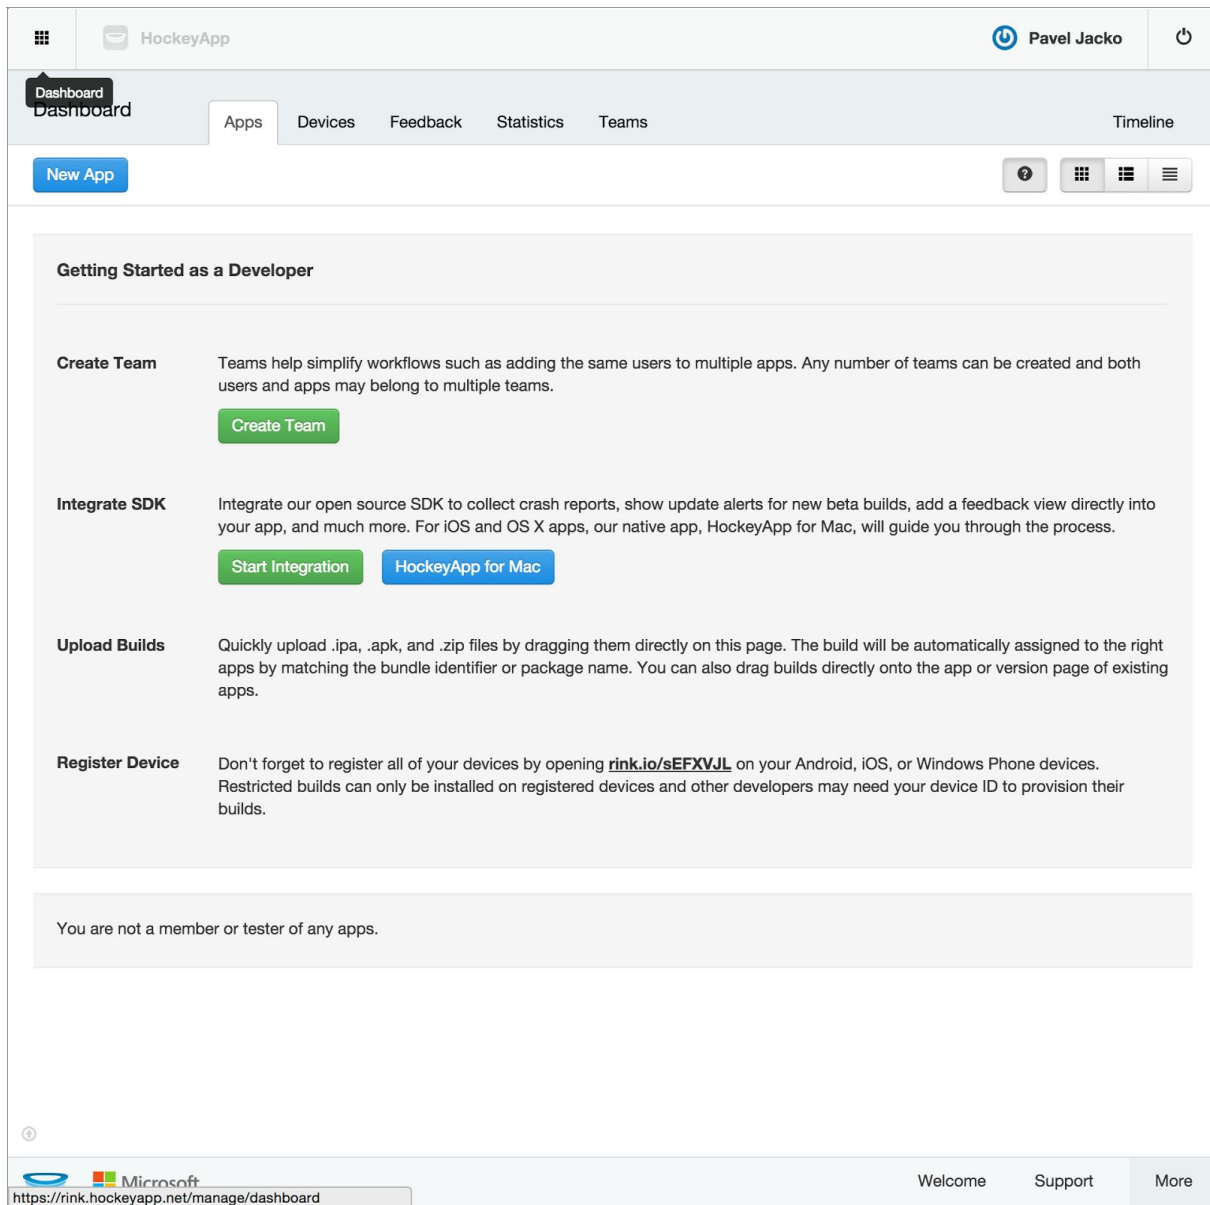 HockeyApp
Pavel Jacko
Dashboard
Dashboard
Apps
Devices
Feedback
Statistics
Teams
Timeline
New App
Getting Started as a Developer
Create Team
Teams help simplify workflows such as adding the same users to multiple apps. Any number of teams can be created and both
users and apps may belong to multiple teams.
Create Team
Integrate SDK
Integrate our open source SDK to collect crash reports, show update alerts for new beta builds, add a feedback view directly into
your app, and much more. For iOS and OS X apps, our native app, HockeyApp for Mac, will guide you through the process.
Start Integration
HockeyApp for Mac
Upload Builds
Quickly upload .ipa, .apk, and .zip files by dragging them directly on this page. The build will be automatically assigned to the right
apps by matching the bundle identifier or package name. You can also drag builds directly onto the app or version page of existing
apps.
Register Device
Don't forget to register all of your devices by opening rink.io/sEFXVJL on your Android, iOS, or Windows Phone devices.
Restricted builds can only be installed on registered devices and other developers may need your device ID to provision their
builds.
You are not a member or tester of any apps.
Microsoft
Welcome
Support
More
https://rink.hockeyapp.net/manage/dashboard